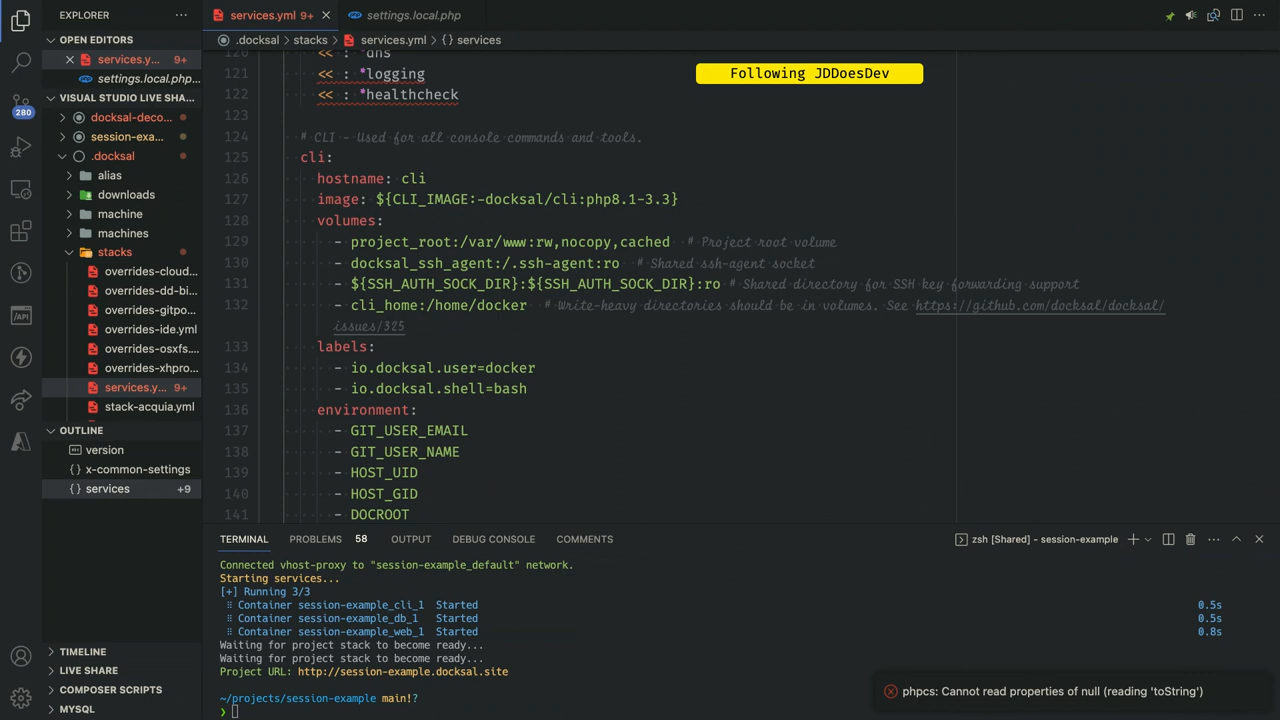 EXPLORER
OPEN EDITORS
services.y... 9+
settings.local.php...
VISUAL STUDIO LIVE SHA...
docksal-deco...
session-exa...
.docksal
alias
downloads
machine
machines
stacks
overrides-cloud...
overrides-dd-bi...
overrides-gitpo...
overrides-ide.yml
overrides-osxfs....
overrides-xhpro...
services.y... 9+
stack-acquia.yml
OUTLINE
version
x-common-settings
services +9
TIMELINE
LIVE SHARE
COMPOSER SCRIPTS
MYSQL
280
/API
services.yml 9+
settings.local.php
.docksal > stacks > services.yml > {} services
Following JDDoesDev
120 << : *dns
121 << : *logging
122 << : *healthcheck
123
124 # CLI - Used for all console commands and tools.
125 cli:
126 hostname: cli
127 image: ${CLI_IMAGE:-docksal/cli:php8.1-3.3}
128 volumes:
129 - project_root:/var/www:rw,nocopy,cached # Project root volume
130 - docksal_ssh_agent:/.ssh-agent:ro # Shared ssh-agent socket
131 - ${SSH_AUTH_SOCK_DIR}:${SSH_AUTH_SOCK_DIR}:ro # Shared directory for SSH key forwarding support
132 - cli_home:/home/docker # Write-heavy directories should be in volumes. See https://github.com/docksal/docksal/
issues/325
133 labels:
134 - io.docksal.user=docker
135 - io.docksal.shell=bash
136 environment:
137 - GIT_USER_EMAIL
138 - GIT_USER_NAME
139 - HOST_UID
140 - HOST_GID
141 - DOCROOT
TERMINAL PROBLEMS 58 OUTPUT DEBUG CONSOLE COMMENTS
zsh [Shared] - session-example
Connected vhost-proxy to "session-example_default" network.
Starting services...
[+] Running 3/3
Container session-example_cli_1 Started 0.5s
Container session-example_db_1 Started 0.5s
Container session-example_web_1 Started 0.8s
Waiting for project stack to become ready...
Waiting for project stack to become ready...
Project URL: http://session-example.docksal.site
~/projects/session-example main!?
❯
phpcs: Cannot read properties of null (reading 'toString')